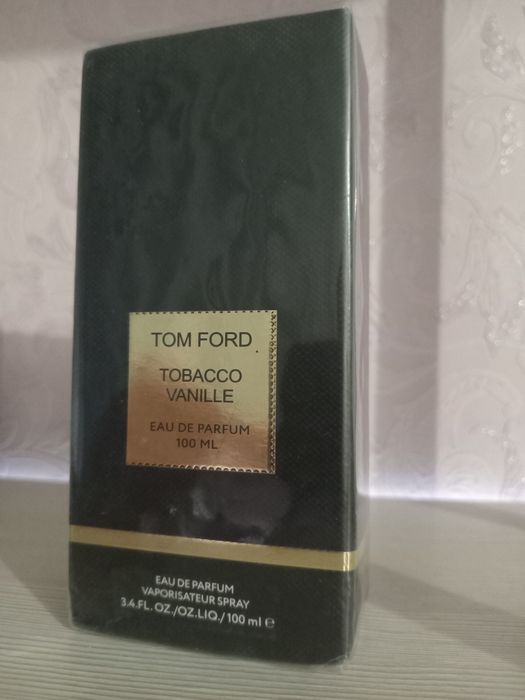 TOM FORD
TOBACCO
VANILLE
EAU DE PARFUM
100 ML
EAU DE PARFUM
VAPORISATEUR SPRAY
3.4.FL. OZ./OZ.LIQ./100 ml e